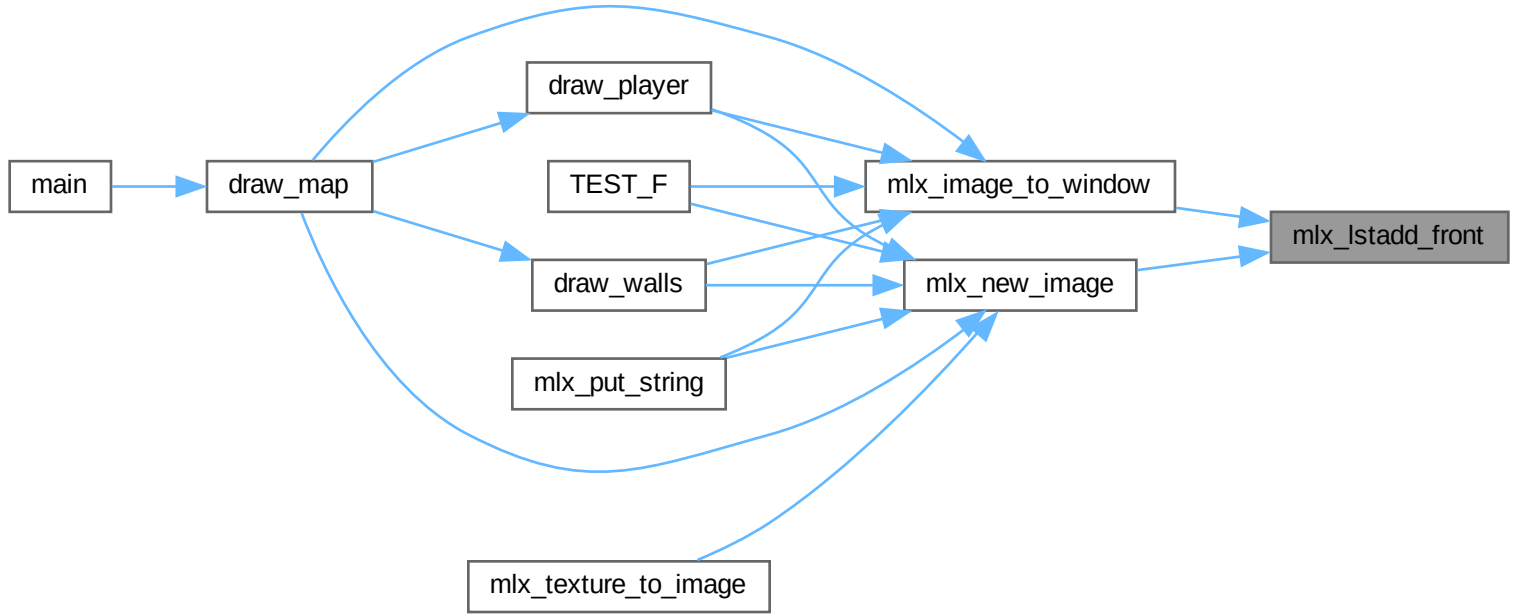 draw_player
main
draw_map
TEST_F
mlx_image_to_window
mlx_lstadd_front
draw_walls
mlx_new_image
mlx_put_string
mlx_texture_to_image